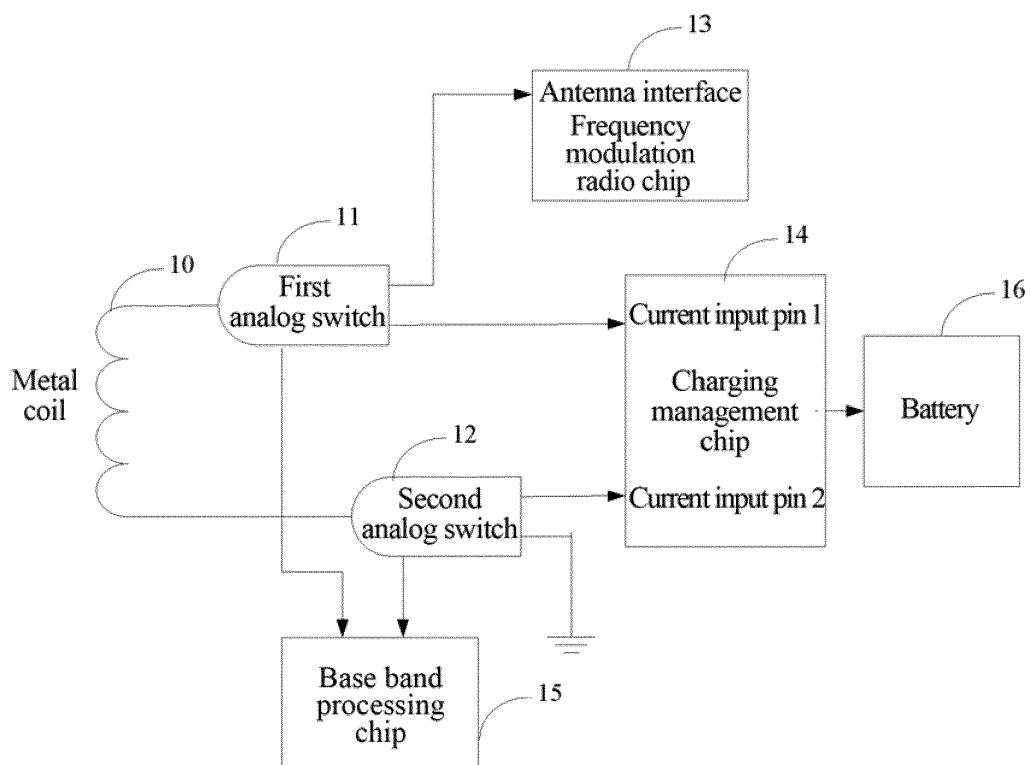 13
Antenna interface
Frequency
modulation
radio chip
11
First
analog switch
10
Metal
coil
14
Current input pin 1
Charging
management
chip
Current input pin 2
16
Battery
12
Second
analog switch
Base band
processing
chip
15